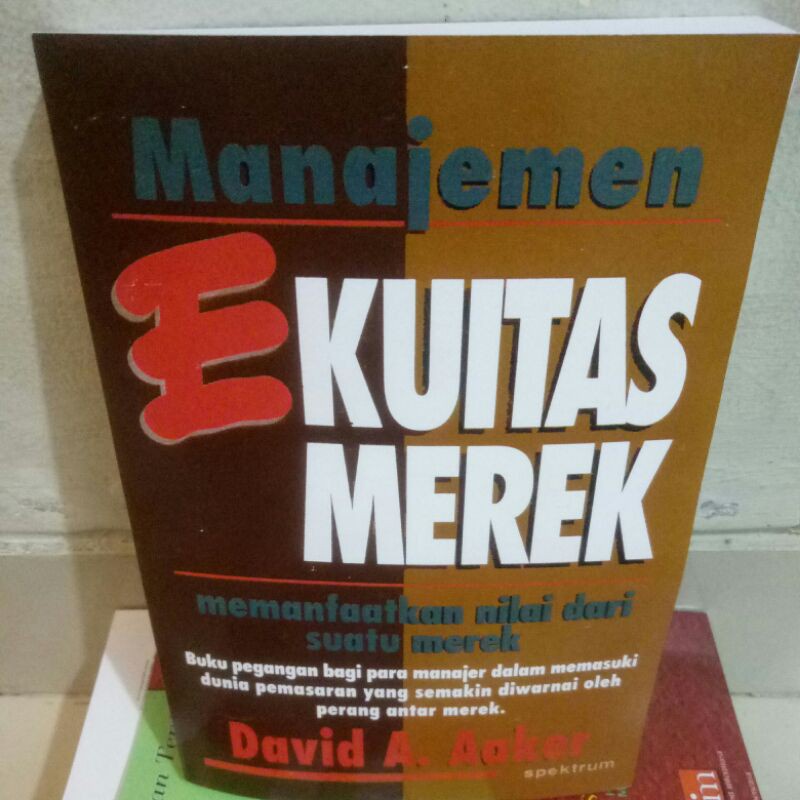 Manajemen
EKUITAS
MEREK
memanfaatkan nilai dari
suatu merek
Buku pegangan bagi para manajer dalam memasuki
dunia pemasaran yang semakin diwarnai oleh
perang antar merek.
David A. Aaker
spektrum